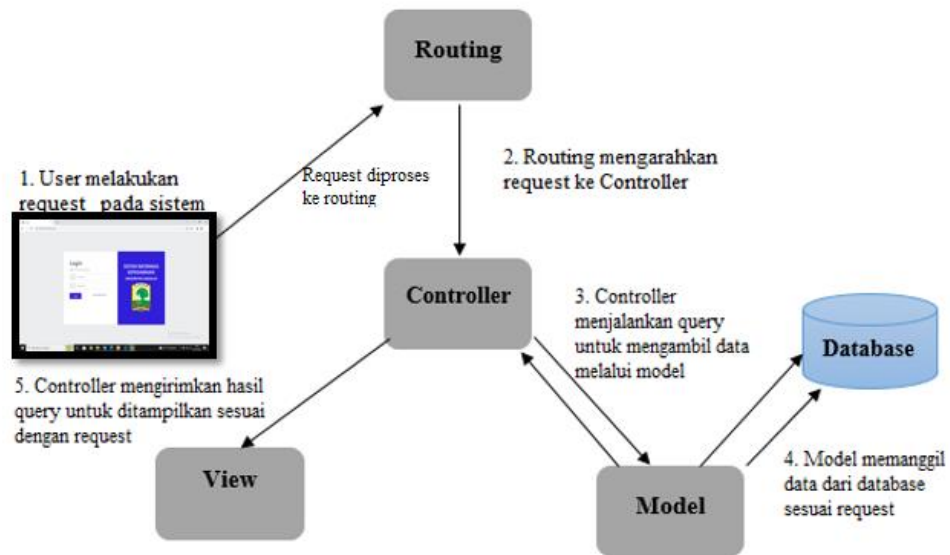 Routing
1. User melakukan
request pada sistem
Request diproses
ke routing
2. Routing mengarahkan
request ke Controller
Login
Controller
3. Controller
menjalankan query
untuk mengambil data
melalui model
Database
5. Controller mengirimkan hasil
query untuk ditampilkan sesuai
dengan request
View
Model
4. Model memanggil
data dari database
sesuai request